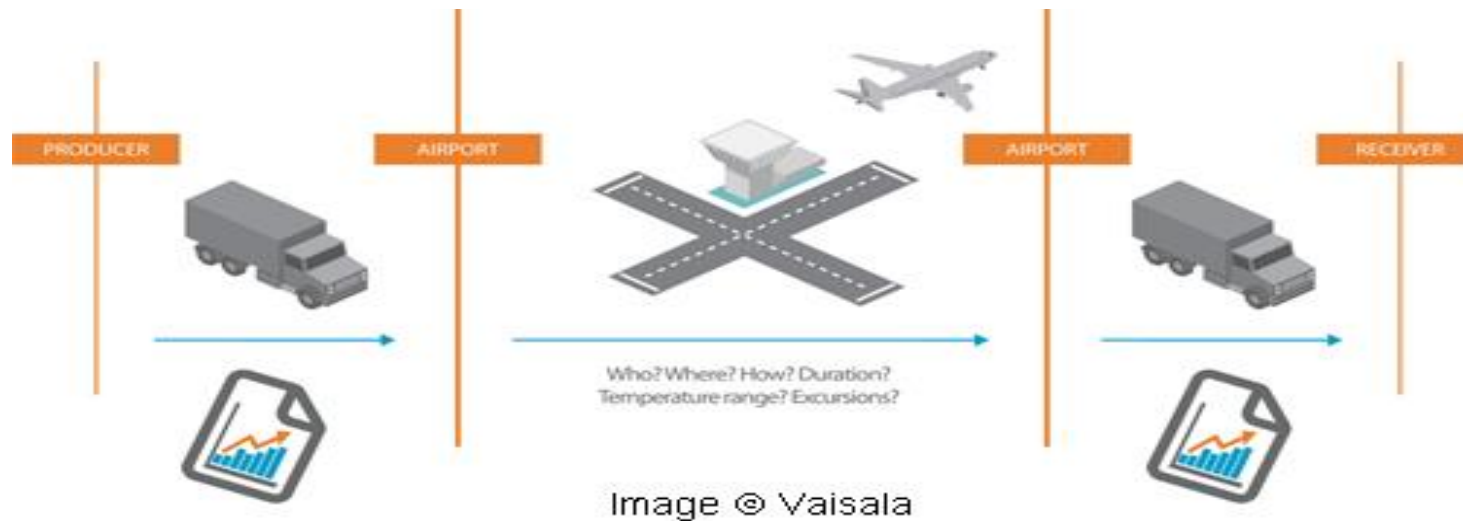 PRODUCER
AIRPORT
AIRPORT
RECEIVER
Who? Where? How? Duration?
Temperature range? Excursions?
Image © Vaisala